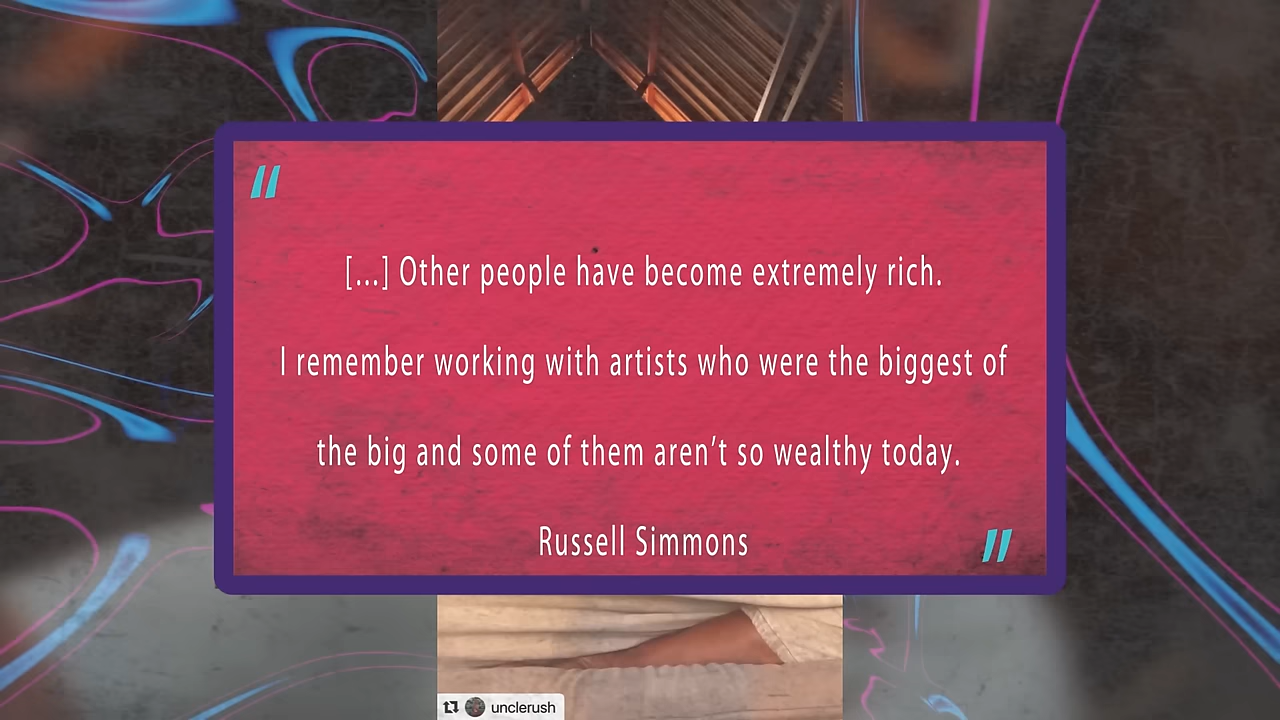 [...] Other people have become extremely rich.
I remember working with artists who were the biggest of
the big and some of them aren’t so wealthy today.
Russell Simmons
unclerush